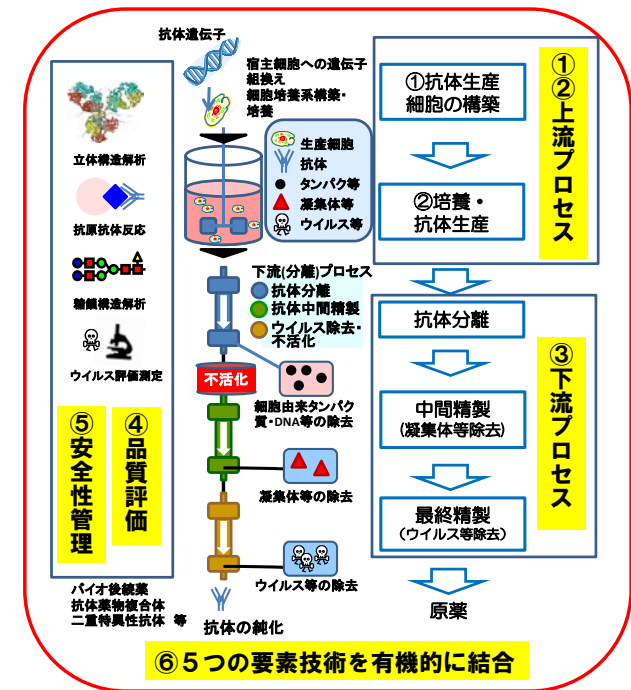 抗体遺伝子
宿主細胞への遺伝子
組換え
細胞培養系構築・
培養
生産細胞
抗体
タンパク等
凝集体等
ウイルス等
下流(分離)プロセス
抗体分離
抗体中間精製
ウイルス除去・
不活化
不活化
細胞由来タンパク
質・DNA等の除去
凝集体等の除去
ウイルス等の除去
抗体の純化
立体構造解析
抗原抗体反応
糖鎖構造解析
ウイルス評価測定
⑤安全性管理
④品質評価
バイオ後続薬
抗体薬物複合体
二重特異性抗体 等
①抗体生産
細胞の構築
②培養・
抗体生産
①②上流プロセス
抗体分離
中間精製
(凝集体等除去)
最終精製
(ウイルス等除去)
③下流プロセス
原薬
⑥5つの要素技術を有機的に結合